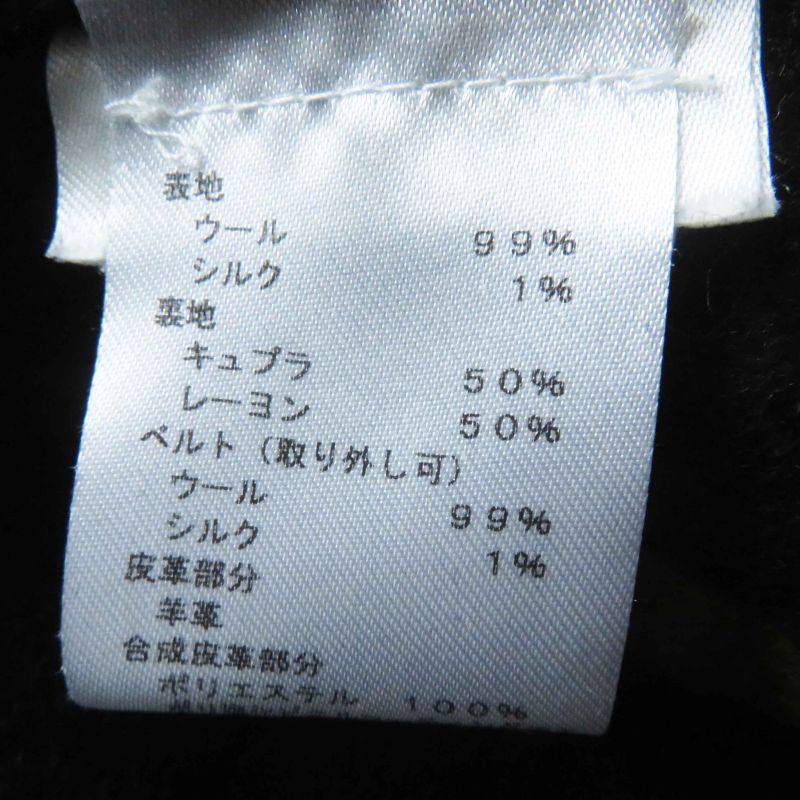 表地
ウール 99%
シルク 1%
裏地
キュプラ 50%
レーヨン 50%
ベルト(取り外し可)
ウール 99%
シルク 1%
皮革部分
羊革
合成皮革部分
ポリエステル 100%